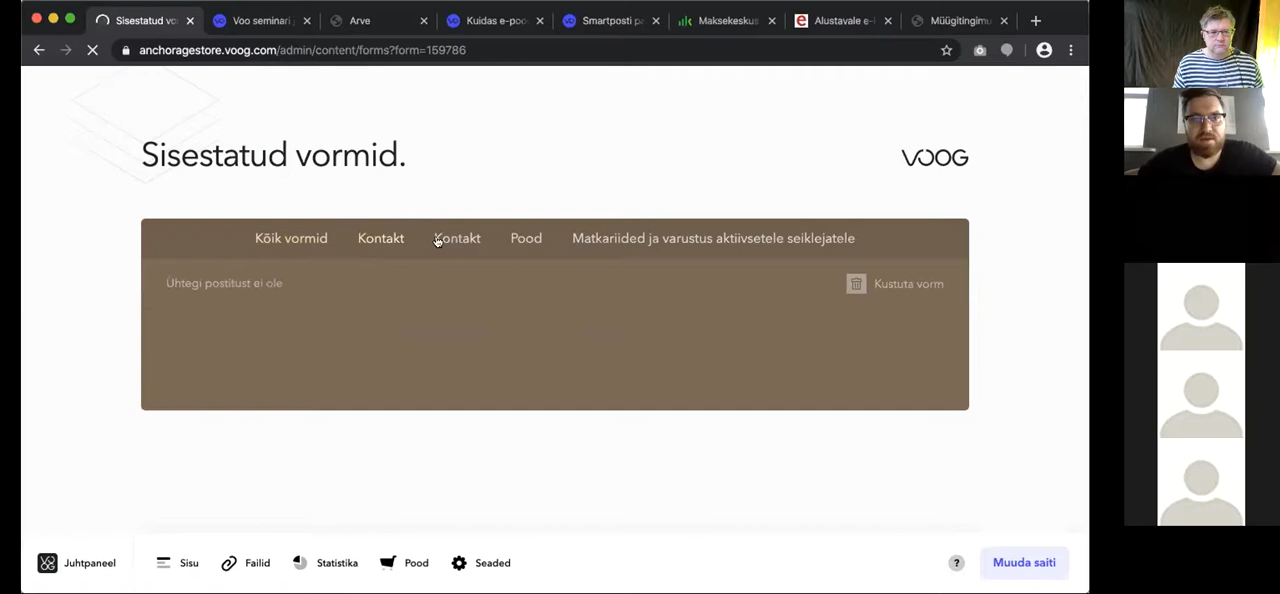 Sisestatud vor
Voo seminari
Arve
Kuidas e-poo
Smartposti pa
Maksekeskus
Alustavale e-
Müügitingimu
anchoragestore.voog.com/admin/content/forms?form=159786
Sisestatud vormid.
VOOG
Kõik vormid Kontakt Kontakt Pood Matkariided ja varustus aktiivsetele seiklejatele
Ühtegi postitust ei ole Kustuta vorm
Juhtpaneel Sisu Failid Statistika Pood Seaded ? Muuda saiti